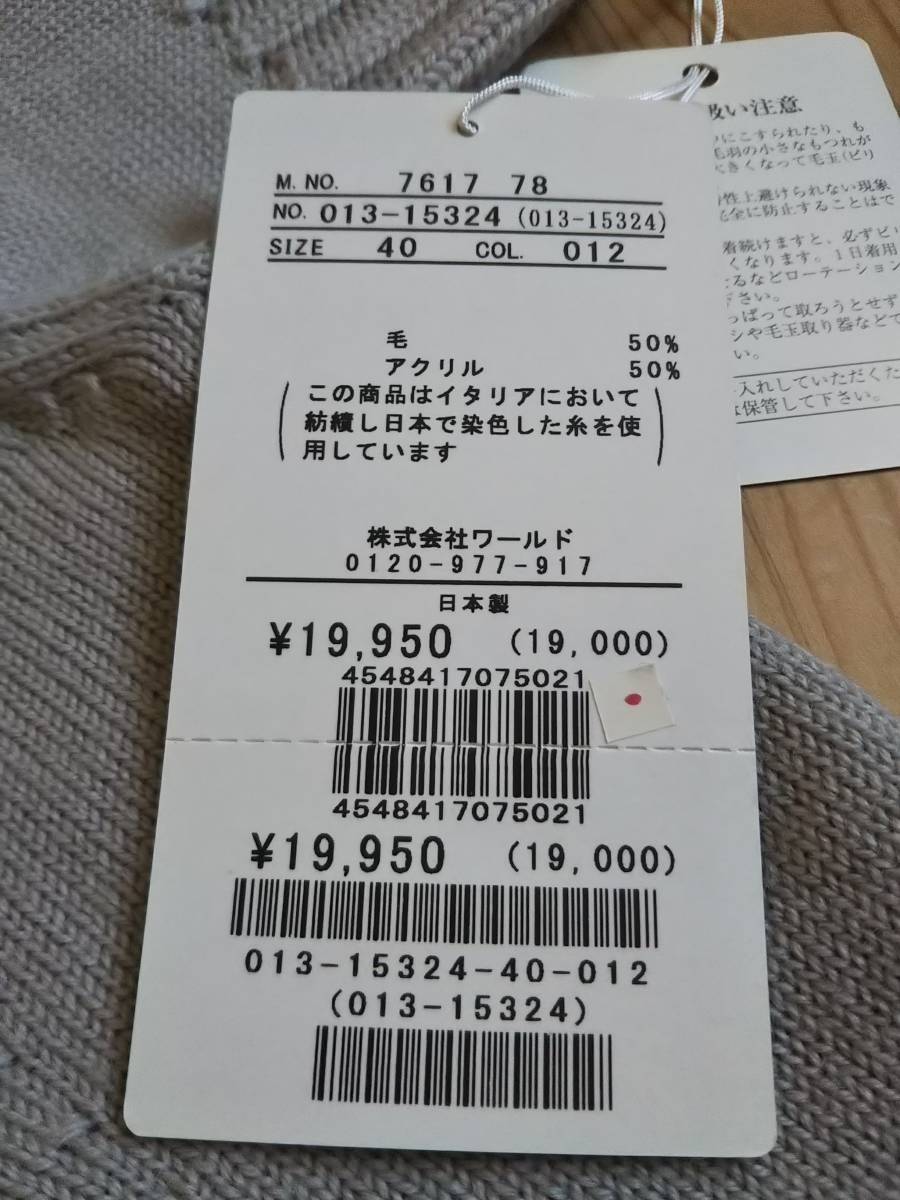 M. NO. 7617 78
NO. 013-15324 (013-15324)
SIZE 40 COL. 012
毛 50%
アクリル 50%
(この商品はイタリアにおいて
紡績し日本で染色した糸を使
用しています)
株式会社ワールド
0120-977-917
日本製
¥19,950 (19,000)
4548417075021
4548417075021
¥19,950 (19,000)
013-15324-40-012
(013-15324)
扱い注意
にこすられたり、も
毛羽の小さなもつれが
大きくなって毛玉(ピリ
性上避けられない現象
完全に防止することはで
着続けますと、必ずピリ
くなります。1日着用
るなどローテーション
下さい。
っぱって取ろうとせず
シや毛玉取り器などで
い。
入れしていただくた
保管して下さい。